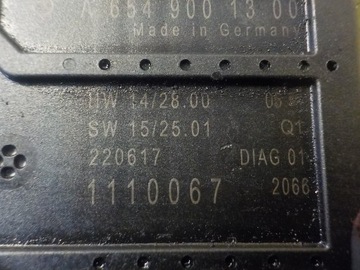 A 654 900 13 00
Made in Germany
HW 14/28.00
SW 15/25.01 Q1
220617 DIAG 01
1110067 2066